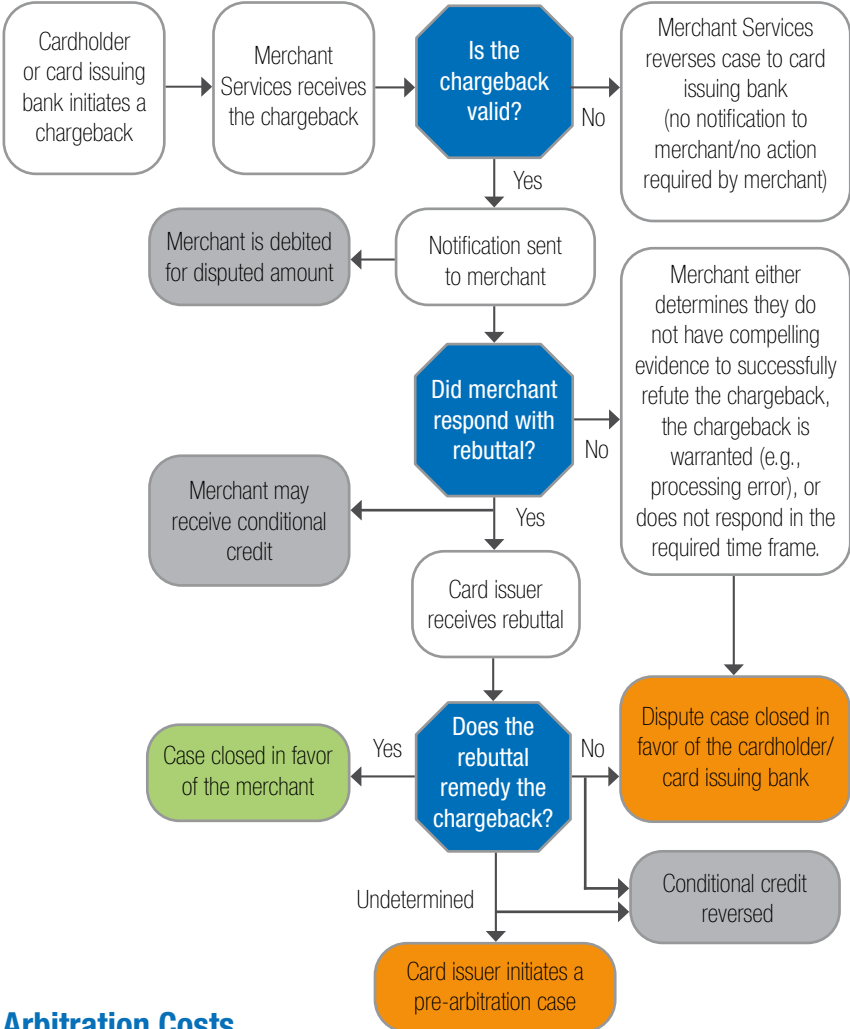 Cardholder
or card issuing
bank initiates a
chargeback
Merchant
Services receives
the chargeback
Is the
chargeback
valid?
No
Merchant Services
reverses case to card
issuing bank
(no notification to
merchant/no action
required by merchant)
Yes
Merchant is debited
for disputed amount
Notification sent
to merchant
Merchant either
determines they do
not have compelling
evidence to successfully
refute the chargeback,
the chargeback is
warranted (e.g.,
processing error), or
does not respond in the
required time frame.
Did merchant
respond with
rebuttal?
No
Yes
Merchant may
receive conditional
credit
Card issuer
receives rebuttal
Does the
rebuttal
remedy the
chargeback?
Yes
No
Case closed in favor
of the merchant
Dispute case closed in
favor of the cardholder/
card issuing bank
Undetermined
Conditional credit
reversed
Card issuer initiates a
pre-arbitration case
Arbitration Costs